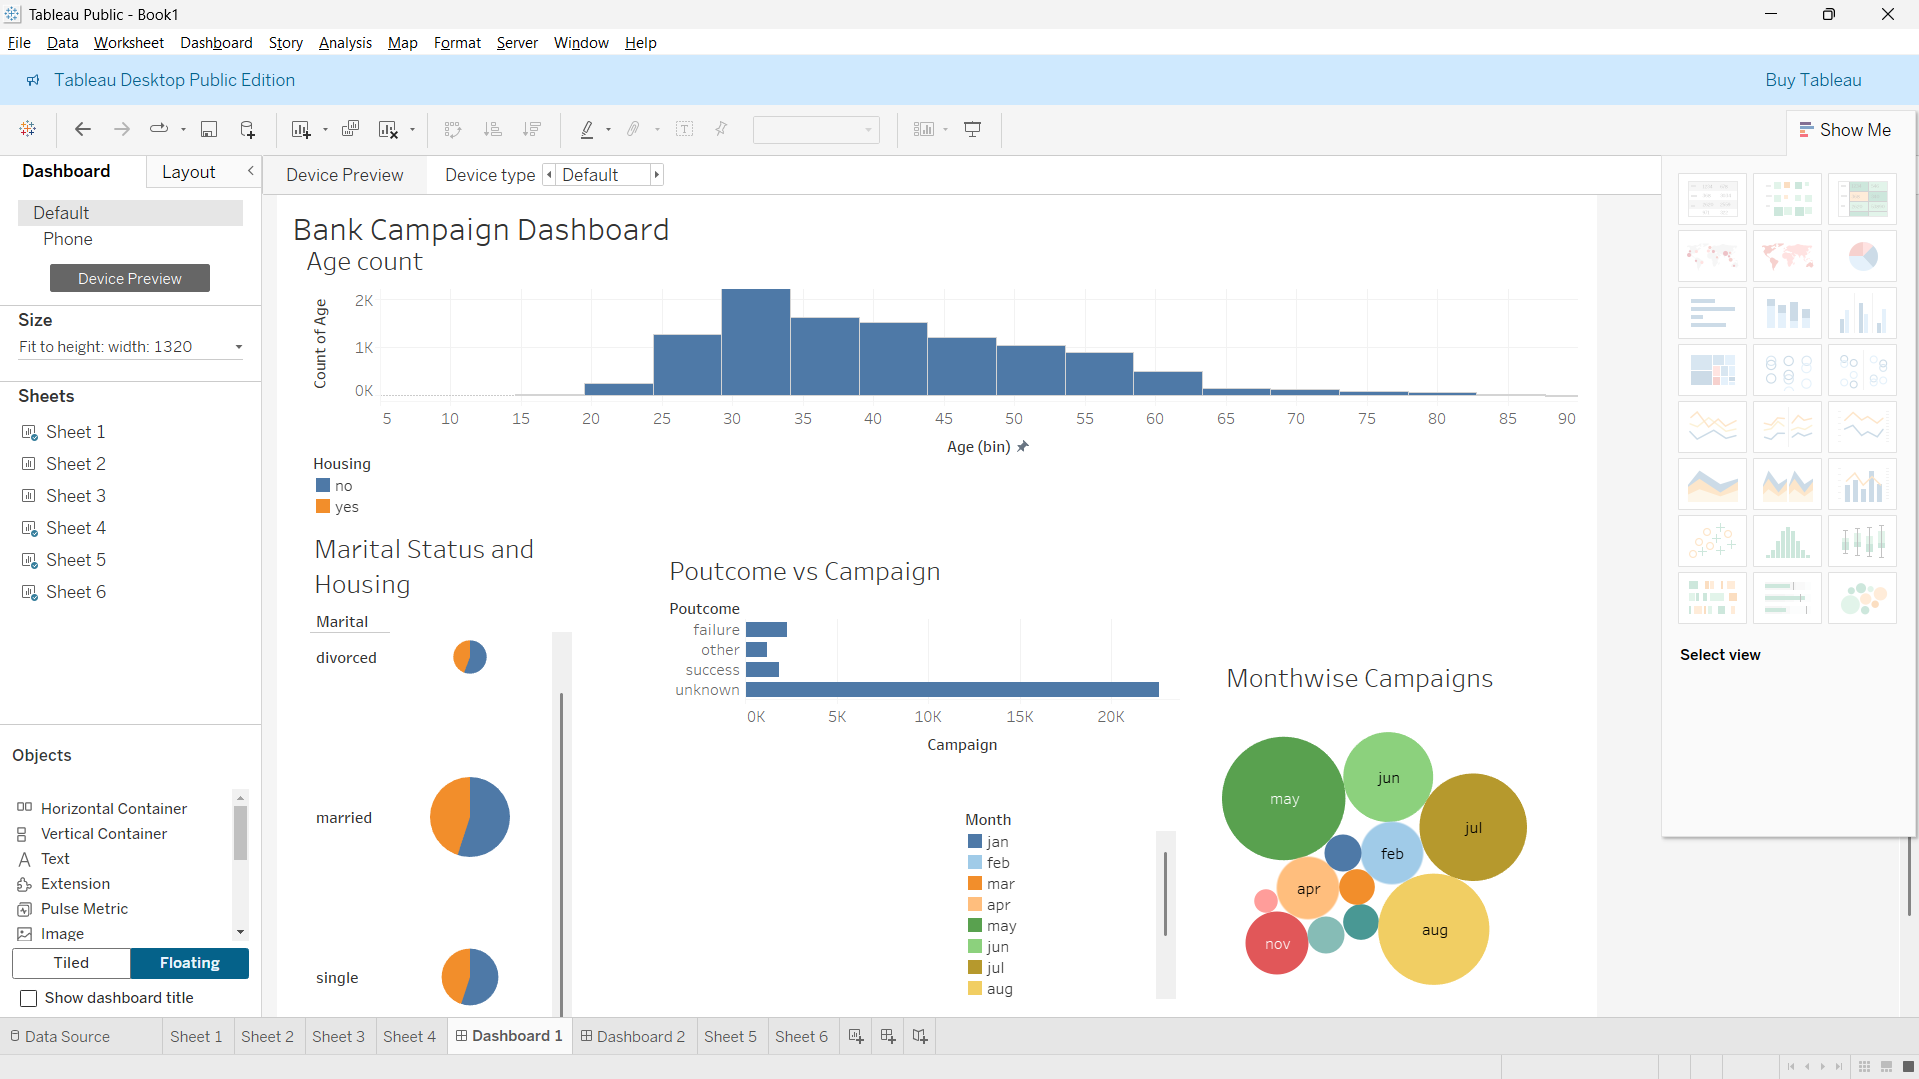 Tableau Public - Book1
File Data Worksheet Dashboard Story Analysis Map Format Server Window Help
Tableau Desktop Public Edition
Buy Tableau
Show Me
Dashboard
Layout
Device Preview
Device type
Default
Default
Phone
Device Preview
Size
Fit to height: width: 1320
Sheets
Sheet 1
Sheet 2
Sheet 3
Sheet 4
Sheet 5
Sheet 6
Objects
Horizontal Container
Vertical Container
Text
Extension
Pulse Metric
Image
Tiled
Floating
Show dashboard title
Bank Campaign Dashboard
Age count
Count of Age
2K
1K
0K
5 10 15 20 25 30 35 40 45 50 55 60 65 70 75 80 85 90
Age (bin)
Housing
no
yes
Marital Status and
Housing
Marital
divorced
married
single
Poutcome vs Campaign
Poutcome
failure
other
success
unknown
0K 5K 10K 15K 20K
Campaign
Month
jan
feb
mar
apr
may
jun
jul
aug
Monthwise Campaigns
may
jun
jul
feb
apr
nov
aug
Select view
Data Source
Sheet 1
Sheet 2
Sheet 3
Sheet 4
Dashboard 1
Dashboard 2
Sheet 5
Sheet 6